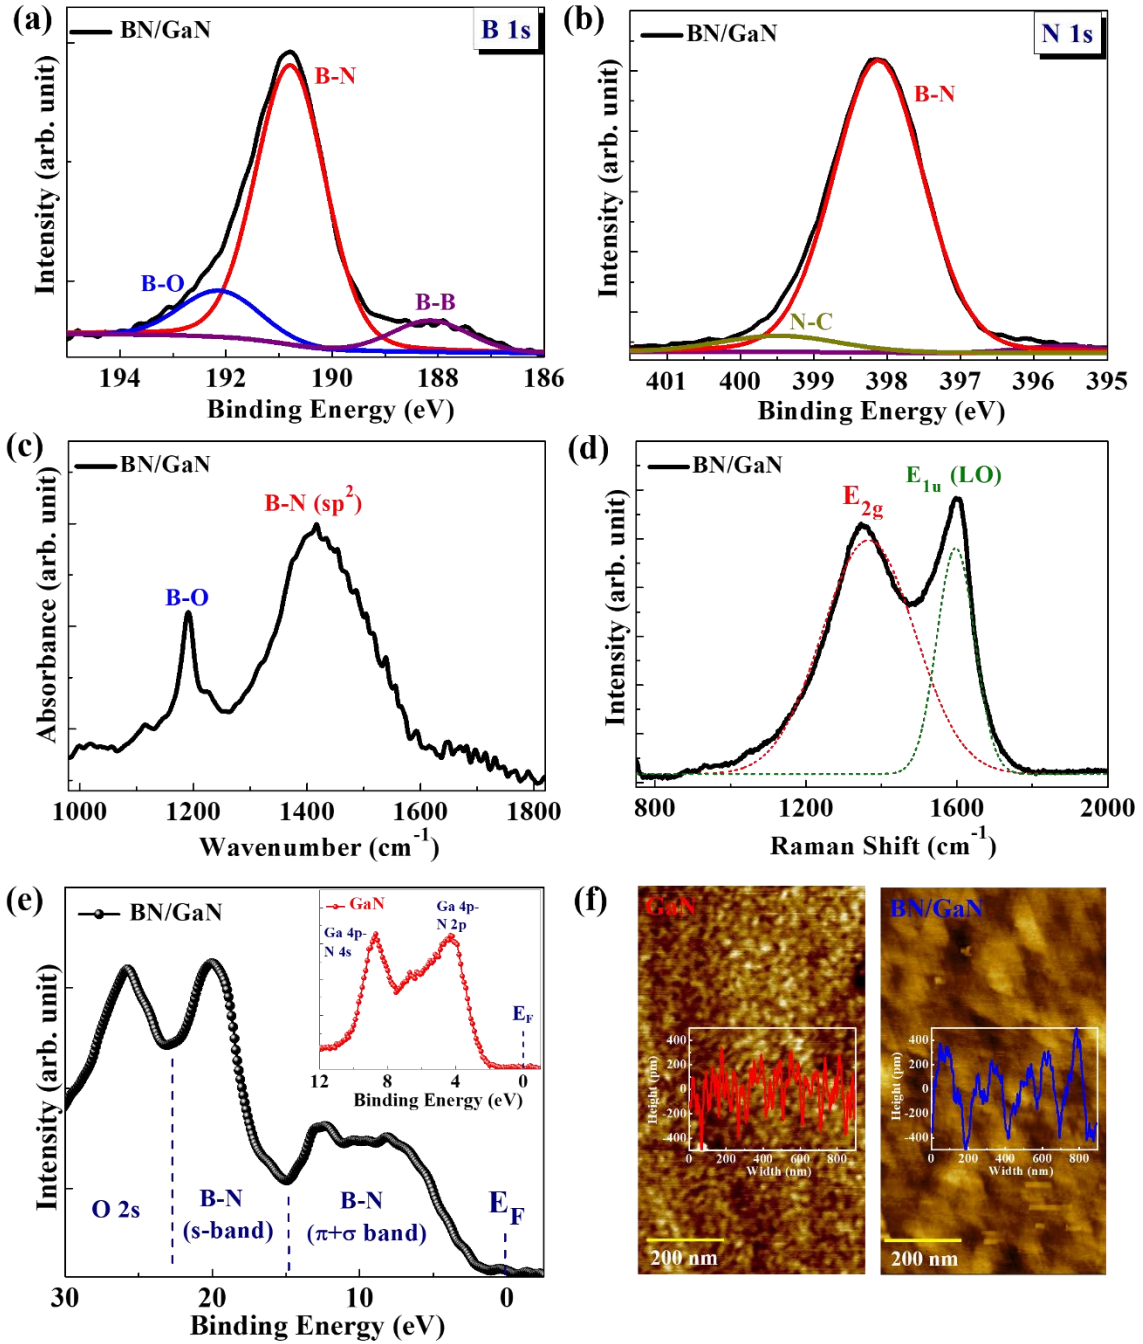 (a)
BN/GaN
B 1s
B-N
B-O
B-B
Intensity (arb. unit)
194 192 190 188 186
Binding Energy (eV)
(b)
BN/GaN
N 1s
B-N
N-C
Intensity (arb. unit)
401 400 399 398 397 396 395
Binding Energy (eV)
(c)
BN/GaN
B-N (sp²)
B-O
Absorbance (arb. unit)
1000 1200 1400 1600 1800
Wavenumber (cm⁻¹)
(d)
BN/GaN
E₁ᵤ (LO)
E₂g
Intensity (arb. unit)
800 1200 1600 2000
Raman Shift (cm⁻¹)
(e)
BN/GaN
GaN
Ga 4p-
N 4s
Ga 4p-
N 2p
E_F
12 8 4 0
Binding Energy (eV)
Intensity (arb. unit)
O 2s
B-N
(s-band)
B-N
(π+σ band)
E_F
30 20 10 0
Binding Energy (eV)
(f)
GaN
400
200
0
-200
-400
Height (pm)
0 200 400 600 800
Width (nm)
200 nm
BN/GaN
400
200
0
-200
-400
Height (pm)
0 200 400 600 800
Width (nm)
200 nm